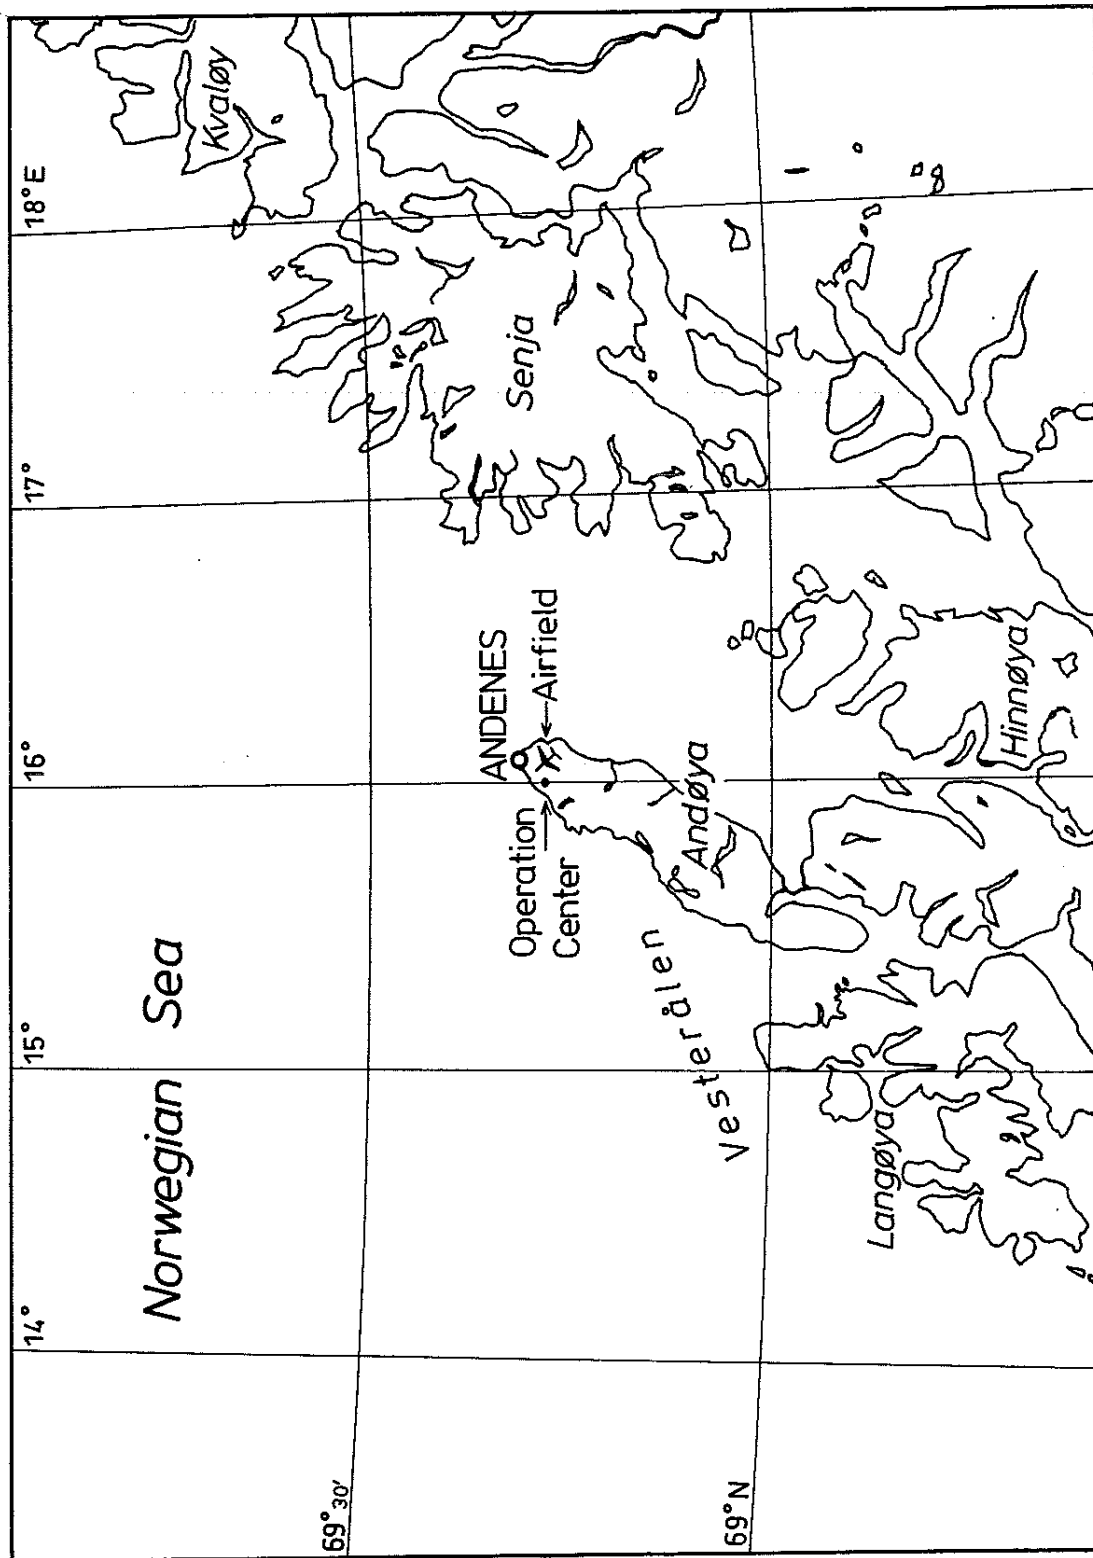 14°
15°
16°
17°
18°E
Norwegian Sea
Kvaløy
69°30'
ANDENES
Operation
Center
Airfield
Senja
Vesterålen
Andøya
69°N
Langøya
Hinnøya